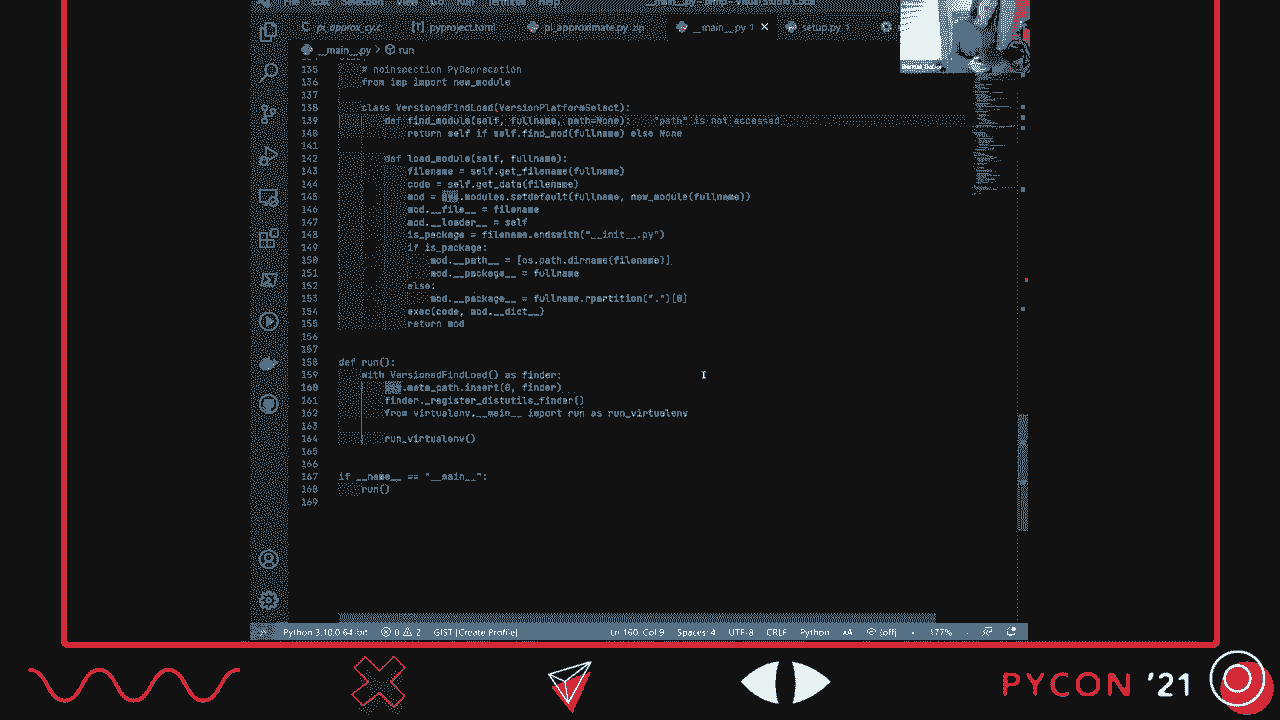 pyproject.toml pi_approximate.py.zip __main__.py 1 setup.py 1
__main__.py > run
135 # noinspection PyDeprecation
136 from imp import new_module
137
138 class VersionedFindLoad(VersionPlatformSelect):
139 def find_module(self, fullname, path=None): "path" is not accessed
140 return self if self.find_mod(fullname) else None
141
142 def load_module(self, fullname):
143 filename = self.get_filename(fullname)
144 code = self.get_data(filename)
145 mod = sys.modules.setdefault(fullname, new_module(fullname))
146 mod.__file__ = filename
147 mod.__loader__ = self
148 is_package = filename.endswith("__init__.py")
149 if is_package:
150 mod.__path__ = [os.path.dirname(filename)]
151 mod.__package__ = fullname
152 else:
153 mod.__package__ = fullname.rpartition(".")[0]
154 exec(code, mod.__dict__)
155 return mod
156
157
158 def run():
159 with VersionedFindLoad() as finder:
160 sys.meta_path.insert(0, finder)
161 finder._register_distutils_finder()
162 from virtualenv.__main__ import run as run_virtualenv
163
164 run_virtualenv()
165
166
167 if __name__ == "__main__":
168 run()
169
Python 3.10.0 64-bit 0 2 GIST [Create Profile] Ln 160, Col 9 Spaces: 4 UTF-8 CRLF Python (off) 177%
PYCON '21